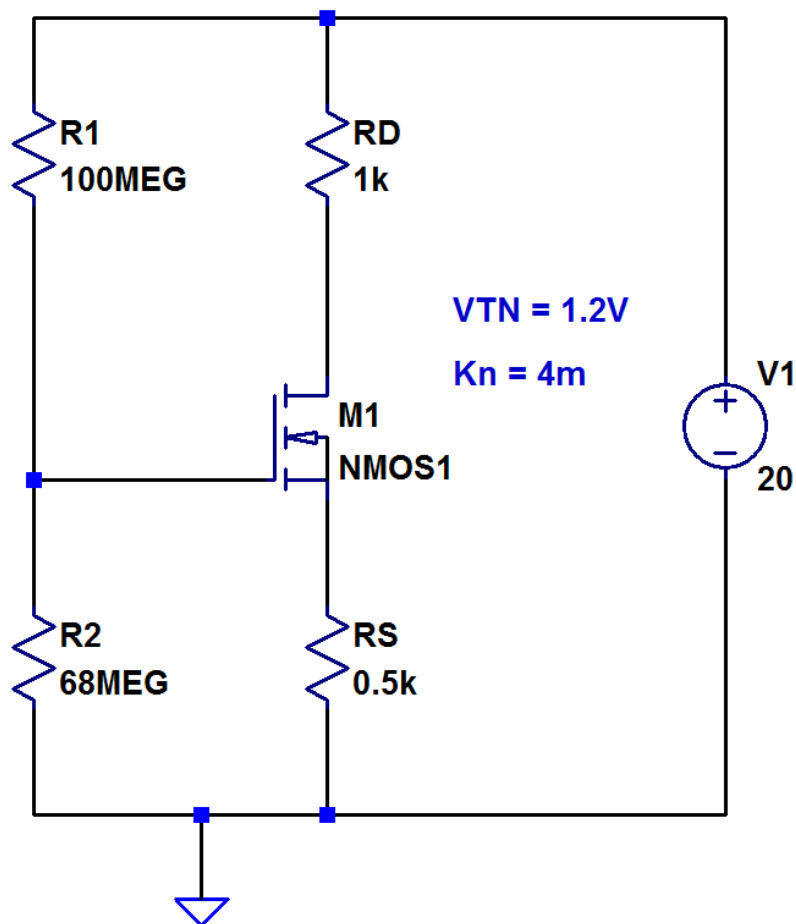 R1
100MEG
RD
1k
VTN = 1.2V
Kn = 4m
V1
M1
NMOS1
20
R2
68MEG
RS
0.5k